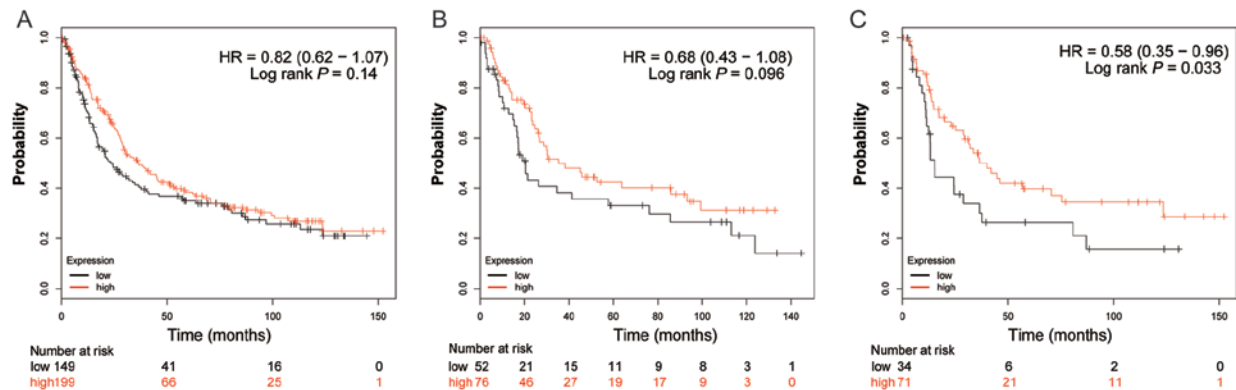 A
HR = 0.82 (0.62 – 1.07)
Log rank P = 0.14
Probability
1.0
0.8
0.6
0.4
0.2
0.0
Expression
low
high
0 50 100 150
Time (months)
Number at risk
low 149 41 16 0
high199 66 25 1
B
HR = 0.68 (0.43 – 1.08)
Log rank P = 0.096
Probability
1.0
0.8
0.6
0.4
0.2
0.0
Expression
low
high
0 20 40 60 80 100 120 140
Time (months)
Number at risk
low 52 21 15 11 9 8 3 1
high 76 46 27 19 17 9 3 0
C
HR = 0.58 (0.35 – 0.96)
Log rank P = 0.033
Probability
1.0
0.8
0.6
0.4
0.2
0.0
Expression
low
high
0 50 100 150
Time (months)
Number at risk
low 34 6 2 0
high 71 21 11 1